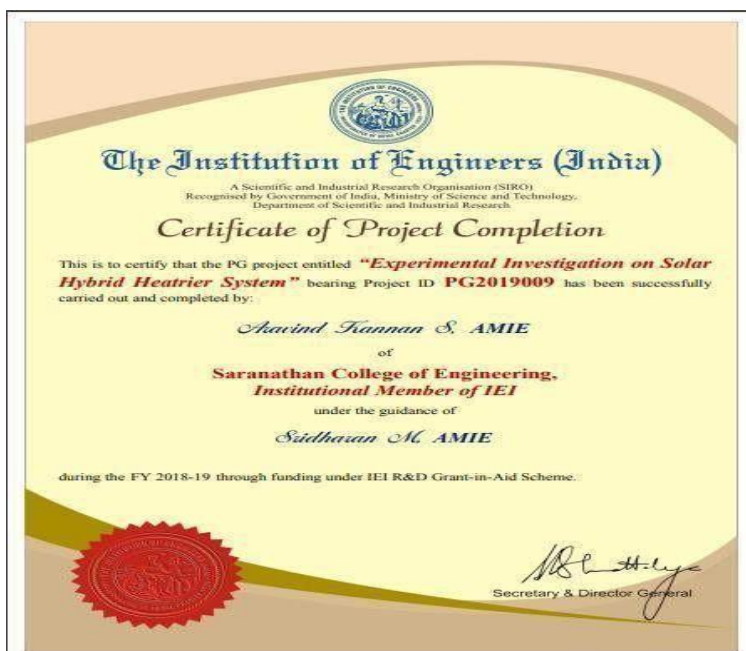 The Institution of Engineers (India)
A Scientific and Industrial Research Organisation (SIRO)
Recognised by Government of India, Ministry of Science and Technology,
Department of Scientific and Industrial Research
Certificate of Project Completion
This is to certify that the PG project entitled "Experimental Investigation on Solar
Hybrid Heatrier System" bearing Project ID PG2019009 has been successfully
carried out and completed by:
Aravind Kannan S, AMIE
of
Saranathan College of Engineering,
Institutional Member of IEI
under the guidance of
Sridharan M, AMIE
during the FY 2018-19 through funding under IEI R&D Grant-in-Aid Scheme.
Secretary & Director General